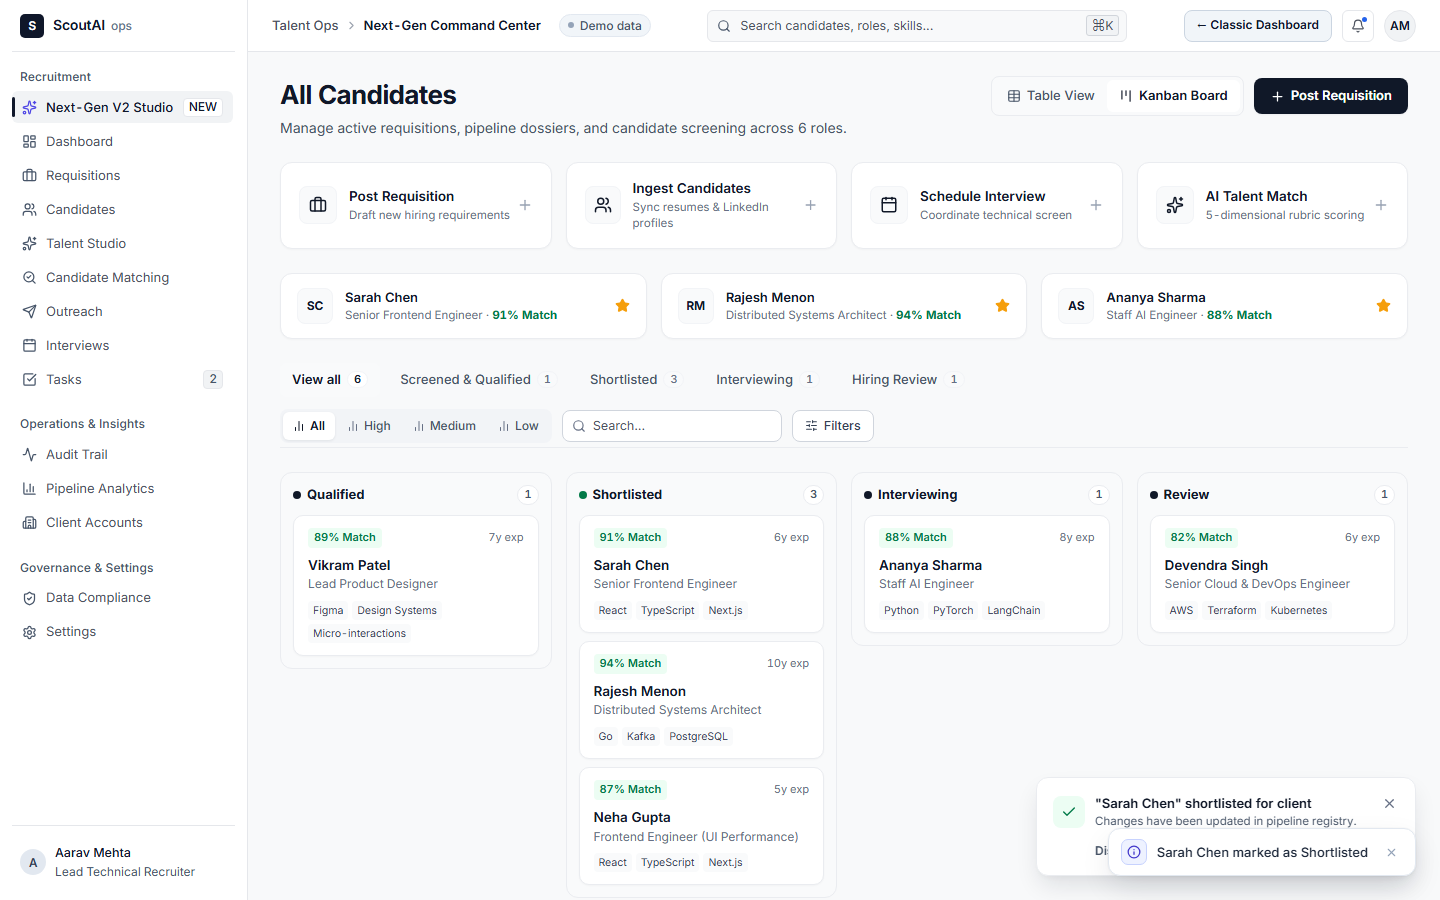 S ScoutAI ops
Recruitment
Next-Gen V2 Studio NEW
Dashboard
Requisitions
Candidates
Talent Studio
Candidate Matching
Outreach
Interviews
Tasks 2
Operations & Insights
Audit Trail
Pipeline Analytics
Client Accounts
Governance & Settings
Data Compliance
Settings
A Aarav Mehta
Lead Technical Recruiter
Talent Ops > Next-Gen Command Center Demo data
Search candidates, roles, skills... ⌘K
← Classic Dashboard AM
All Candidates
Manage active requisitions, pipeline dossiers, and candidate screening across 6 roles.
Table View Kanban Board + Post Requisition
Post Requisition
Draft new hiring requirements
Ingest Candidates
Sync resumes & LinkedIn
profiles
Schedule Interview
Coordinate technical screen
AI Talent Match
5-dimensional rubric scoring
SC Sarah Chen
Senior Frontend Engineer · 91% Match
RM Rajesh Menon
Distributed Systems Architect · 94% Match
AS Ananya Sharma
Staff AI Engineer · 88% Match
View all 6 Screened & Qualified 1 Shortlisted 3 Interviewing 1 Hiring Review 1
All High Medium Low Search... Filters
Qualified 1
89% Match 7y exp
Vikram Patel
Lead Product Designer
Figma Design Systems
Micro-interactions
Shortlisted 3
91% Match 6y exp
Sarah Chen
Senior Frontend Engineer
React TypeScript Next.js
94% Match 10y exp
Rajesh Menon
Distributed Systems Architect
Go Kafka PostgreSQL
87% Match 5y exp
Neha Gupta
Frontend Engineer (UI Performance)
React TypeScript Next.js
Interviewing 1
88% Match 8y exp
Ananya Sharma
Staff AI Engineer
Python PyTorch LangChain
Review 1
82% Match 6y exp
Devendra Singh
Senior Cloud & DevOps Engineer
AWS Terraform Kubernetes
"Sarah Chen" shortlisted for client
Changes have been updated in pipeline registry.
Sarah Chen marked as Shortlisted